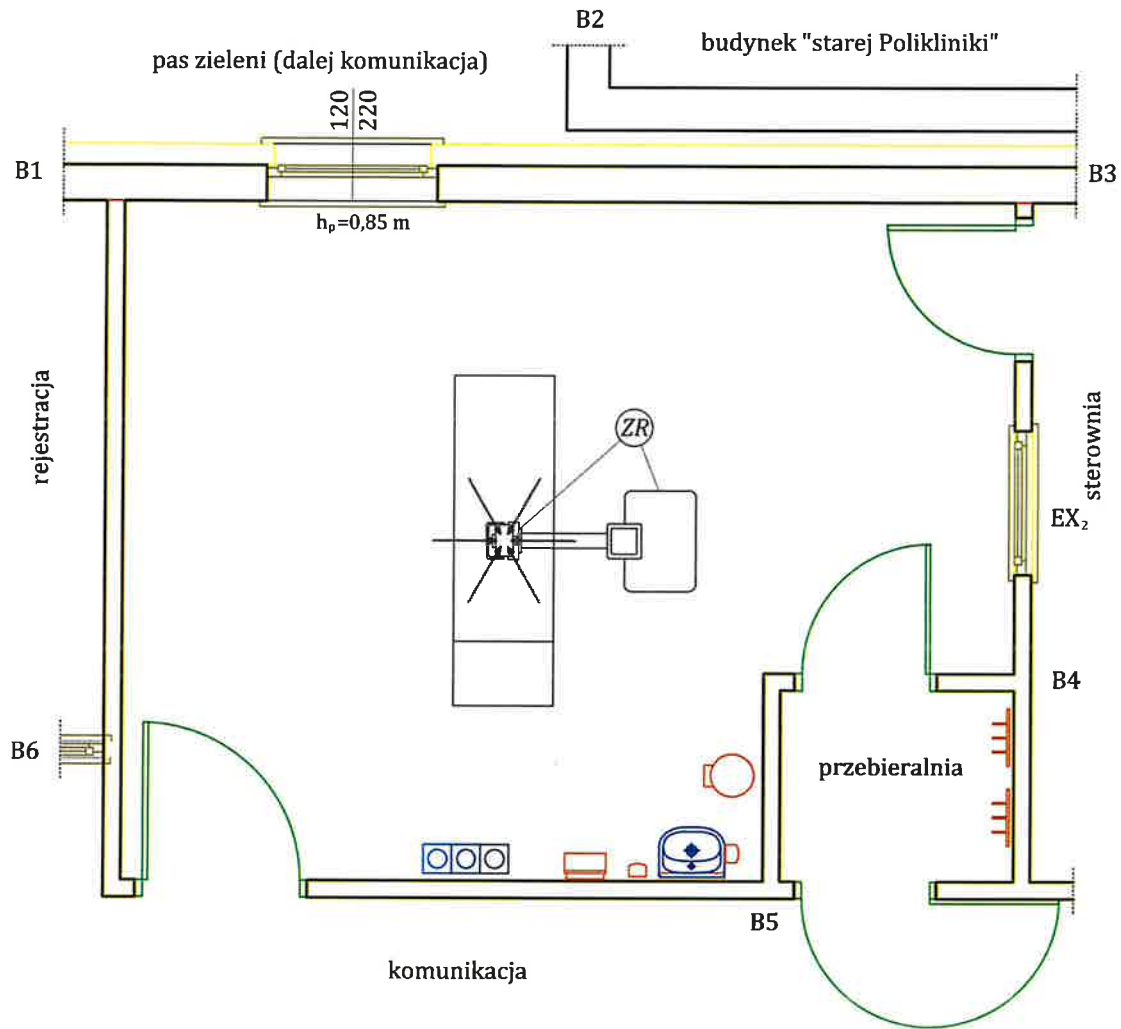 B2
budynek "starej Polikliniki"
pas zieleni (dalej komunikacja)
120
220
B1
B3
hₚ=0,85 m
rejestracja
ZR
sterownia
EX₂
B4
B6
przebieralnia
B5
komunikacja